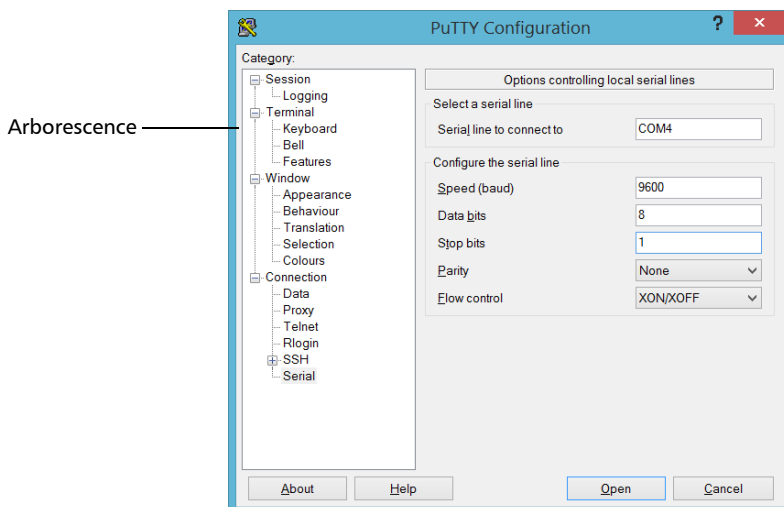 PuTTY Configuration
?
Category:
Session
Logging
Terminal
Keyboard
Bell
Features
Window
Appearance
Behaviour
Translation
Selection
Colours
Connection
Data
Proxy
Telnet
Rlogin
SSH
Serial
Arborescence
Options controlling local serial lines
Select a serial line
Serial line to connect to COM4
Configure the serial line
Speed (baud) 9600
Data bits 8
Stop bits 1
Parity None
Flow control XON/XOFF
About Help Open Cancel